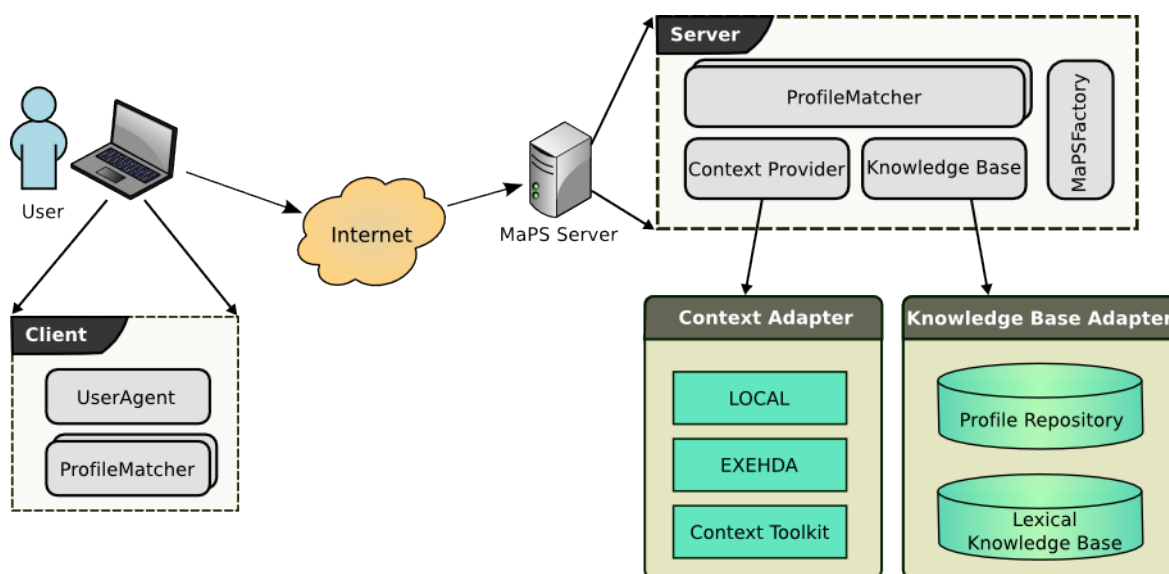 Server
ProfileMatcher
MaPSFactory
Context Provider
Knowledge Base
User
Internet
MaPS Server
Client
UserAgent
ProfileMatcher
Context Adapter
LOCAL
EXEHDA
Context Toolkit
Knowledge Base Adapter
Profile Repository
Lexical
Knowledge Base